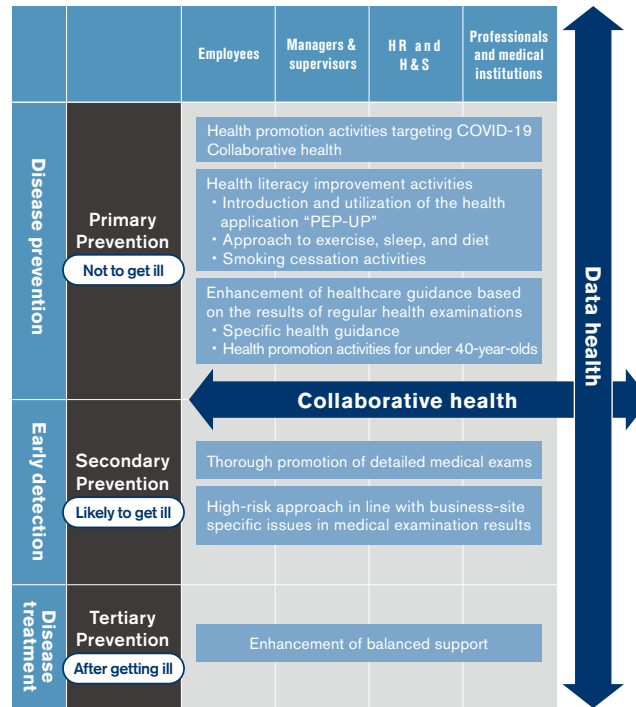 Employees
Managers &
supervisors
HR and
H&S
Professionals
and medical
institutions
Disease prevention
Primary
Prevention
Not to get ill
Health promotion activities targeting COVID-19
Collaborative health
Health literacy improvement activities
・Introduction and utilization of the health
application “PEP-UP”
・Approach to exercise, sleep, and diet
・Smoking cessation activities
Enhancement of healthcare guidance based
on the results of regular health examinations
・Specific health guidance
・Health promotion activities for under 40-year-olds
Collaborative health
Data health
Early detection
Secondary
Prevention
Likely to get ill
Thorough promotion of detailed medical exams
High-risk approach in line with business-site
specific issues in medical examination results
Disease
treatment
Tertiary
Prevention
After getting ill
Enhancement of balanced support